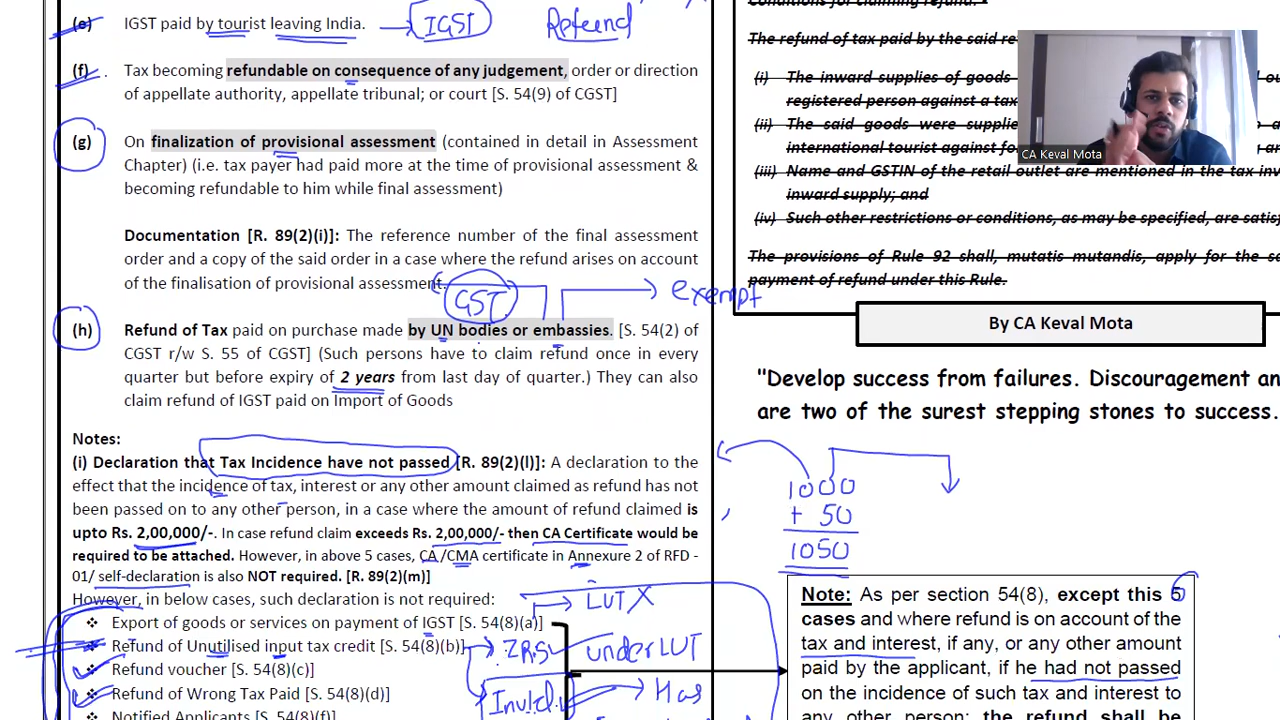 (e) IGST paid by tourist leaving India. IGST Refund
(f) . Tax becoming refundable on consequence of any judgement, order or direction
of appellate authority, appellate tribunal; or court [S. 54(9) of CGST]
(g) On finalization of provisional assessment (contained in detail in Assessment
Chapter) (i.e. tax payer had paid more at the time of provisional assessment &
becoming refundable to him while final assessment)
Documentation [R. 89(2)(i)]: The reference number of the final assessment
order and a copy of the said order in a case where the refund arises on account
of the finalisation of provisional assessment.
GST exempt
(h) Refund of Tax paid on purchase made by UN bodies or embassies. [S. 54(2) of
CGST r/w S. 55 of CGST] (Such persons have to claim refund once in every
quarter but before expiry of 2 years from last day of quarter.) They can also
claim refund of IGST paid on Import of Goods
Notes:
(i) Declaration that Tax Incidence have not passed [R. 89(2)(l)]: A declaration to the
effect that the incidence of tax, interest or any other amount claimed as refund has not
been passed on to any other person, in a case where the amount of refund claimed is
upto Rs. 2,00,000/-. In case refund claim exceeds Rs. 2,00,000/- then CA Certificate would be
required to be attached. However, in above 5 cases, CA /CMA certificate in Annexure 2 of RFD -
01/ self-declaration is also NOT required. [R. 89(2)(m)]
However, in below cases, such declaration is not required:
❖ Export of goods or services on payment of IGST [S. 54(8)(a)] LUT X
❖ Refund of Unutilised input tax credit [S. 54(8)(b)] ZRS under LUT
❖ Refund voucher [S. 54(8)(c)]
❖ Refund of Wrong Tax Paid [S. 54(8)(d)] Has
Notified Applicants [S. 54(8)(f)]
Conditions for claiming refund.
The refund of tax paid by the said re
(i) The inward supplies of goods
registered person against a tax
(ii) The said goods were supplie
international tourist against fo
CA Keval Mota
(iii) Name and GSTIN of the retail outlet are mentioned in the tax inv
inward supply; and
(iv) Such other restrictions or conditions, as may be specified, are satis
The provisions of Rule 92 shall, mutatis mutandis, apply for the sa
payment of refund under this Rule.
By CA Keval Mota
"Develop success from failures. Discouragement an
are two of the surest stepping stones to success.
1000
+ 50
1050
Note: As per section 54(8), except this 5
cases and where refund is on account of the
tax and interest, if any, or any other amount
paid by the applicant, if he had not passed
on the incidence of such tax and interest to
any other person; the refund shall be